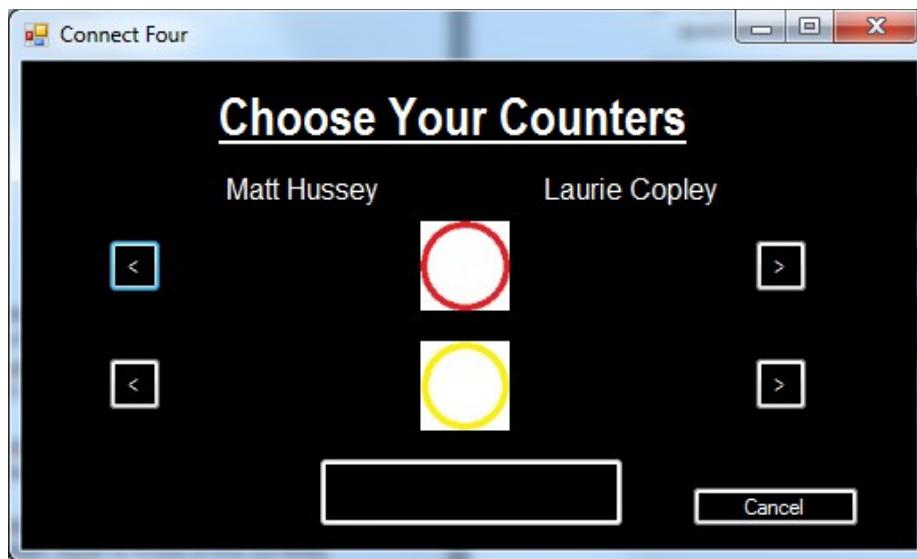 Connect Four
Choose Your Counters
Matt Hussey Laurie Copley
< >
< >
Cancel